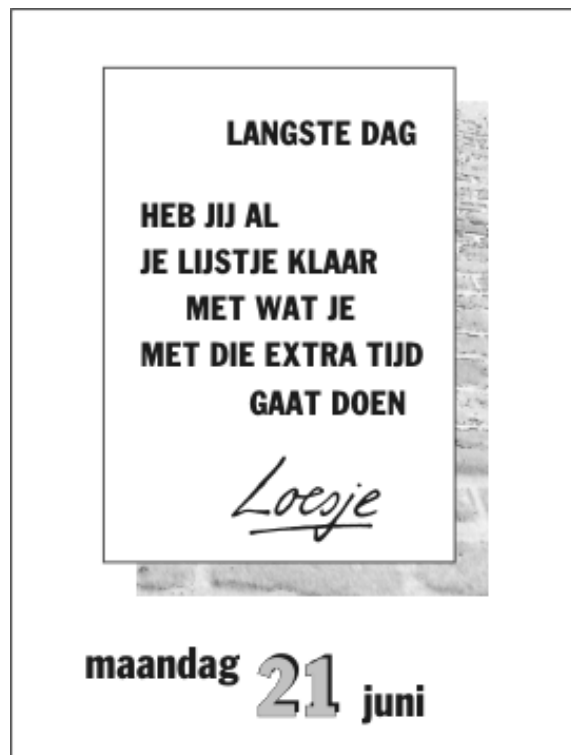 LANGSTE DAG
HEB JIJ AL
JE LIJSTJE KLAAR
MET WAT JE
MET DIE EXTRA TIJD
GAAT DOEN
Loesje
maandag 21 juni